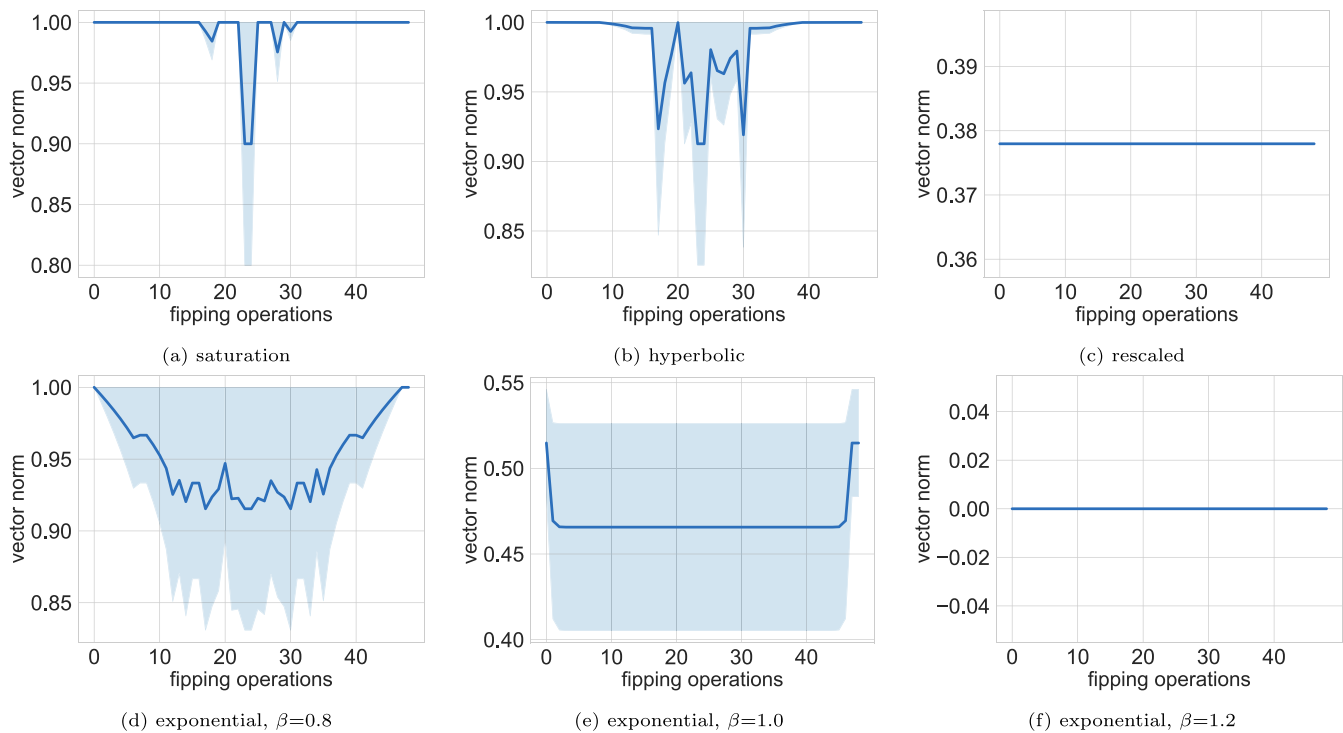 1.00
0.95
0.90
0.85
0.80
vector norm
0 10 20 30 40
fipping operations
(a) saturation
1.00
0.95
0.90
0.85
vector norm
0 10 20 30 40
fipping operations
(b) hyperbolic
0.39
0.38
0.37
0.36
vector norm
0 10 20 30 40
fipping operations
(c) rescaled
1.00
0.95
0.90
0.85
vector norm
0 10 20 30 40
fipping operations
(d) exponential, β=0.8
0.55
0.50
0.45
0.40
vector norm
0 10 20 30 40
fipping operations
(e) exponential, β=1.0
0.04
0.02
0.00
−0.02
−0.04
vector norm
0 10 20 30 40
fipping operations
(f) exponential, β=1.2